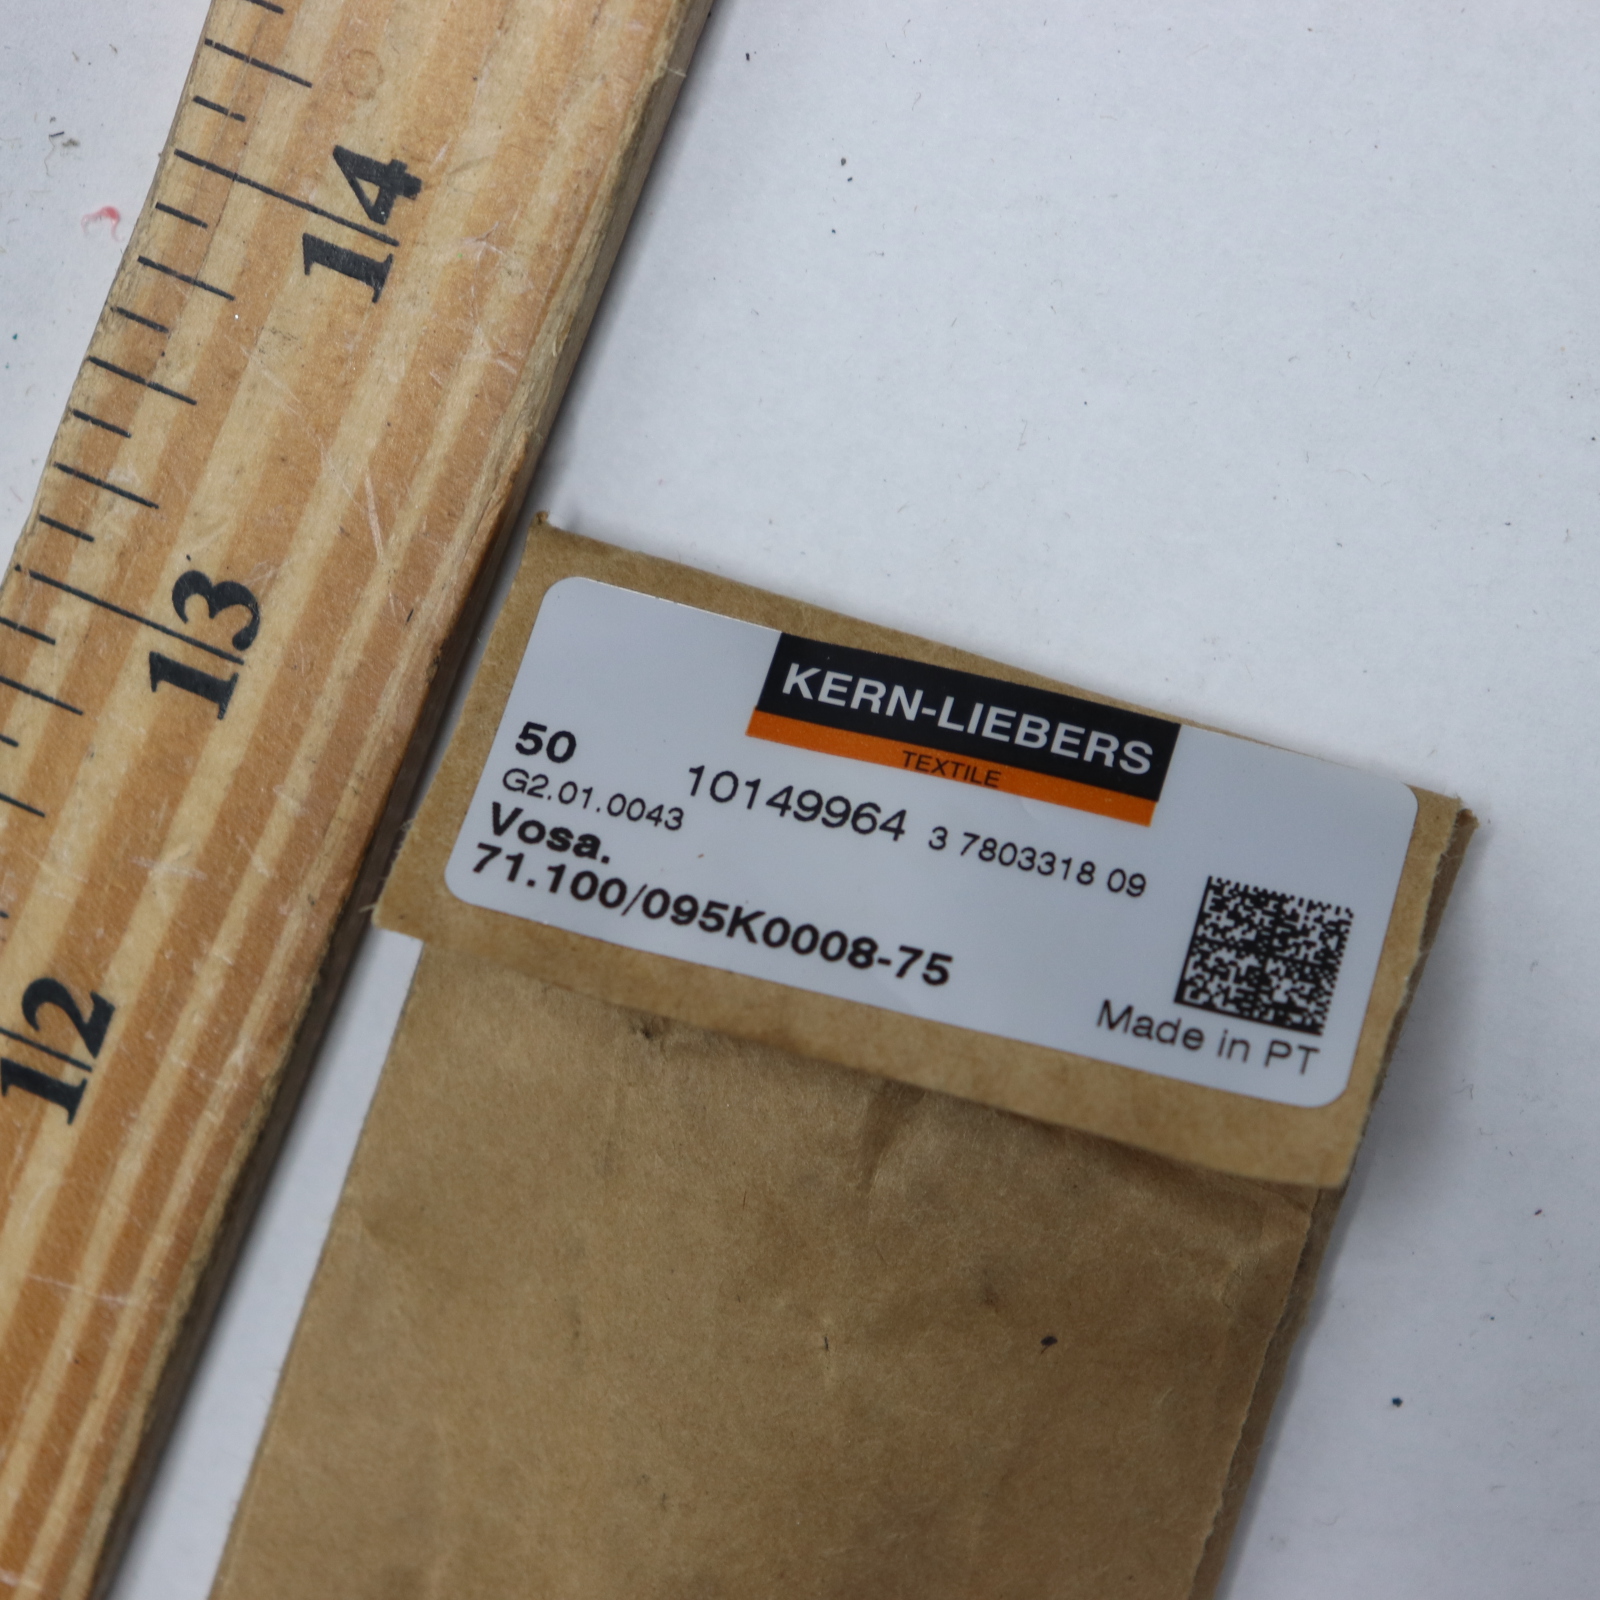 14
13
12
KERN-LIEBERS
TEXTILE
50
G2.01.0043
10149964
3 7803318 09
Vosa.
71.100/095K0008-75
Made in PT